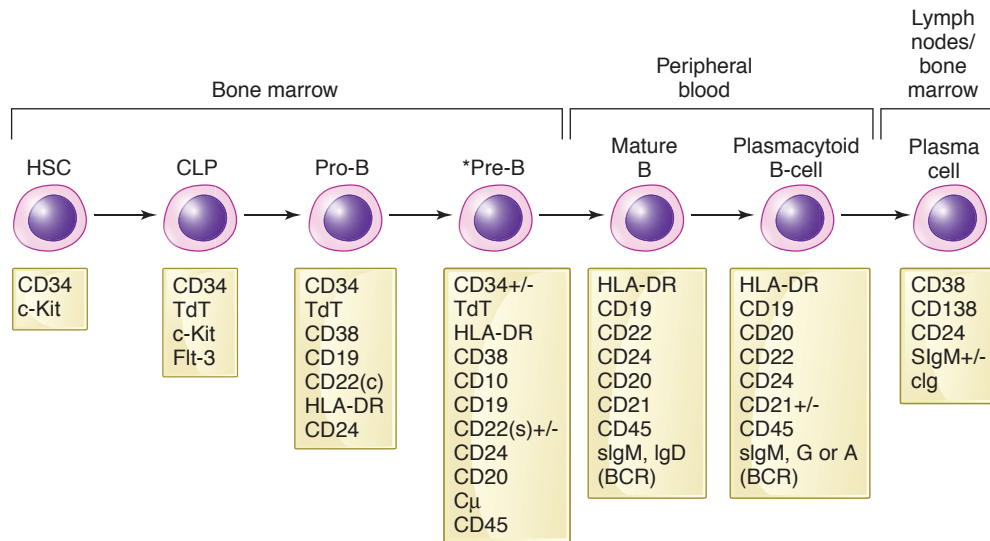 Bone marrow
Peripheral
blood
Lymph
nodes/
bone
marrow
HSC
CLP
Pro-B
*Pre-B
Mature
B
Plasmacytoid
B-cell
Plasma
cell
CD34
c-Kit
CD34
TdT
c-Kit
Flt-3
CD34
TdT
CD38
CD19
CD22(c)
HLA-DR
CD24
CD34+/-
TdT
HLA-DR
CD38
CD10
CD19
CD22(s)+/-
CD24
CD20
Cμ
CD45
HLA-DR
CD19
CD22
CD24
CD20
CD21
CD45
sIgM, IgD
(BCR)
HLA-DR
CD19
CD20
CD22
CD24
CD21+/-
CD45
sIgM, G or A
(BCR)
CD38
CD138
CD24
SIgM+/-
cIg